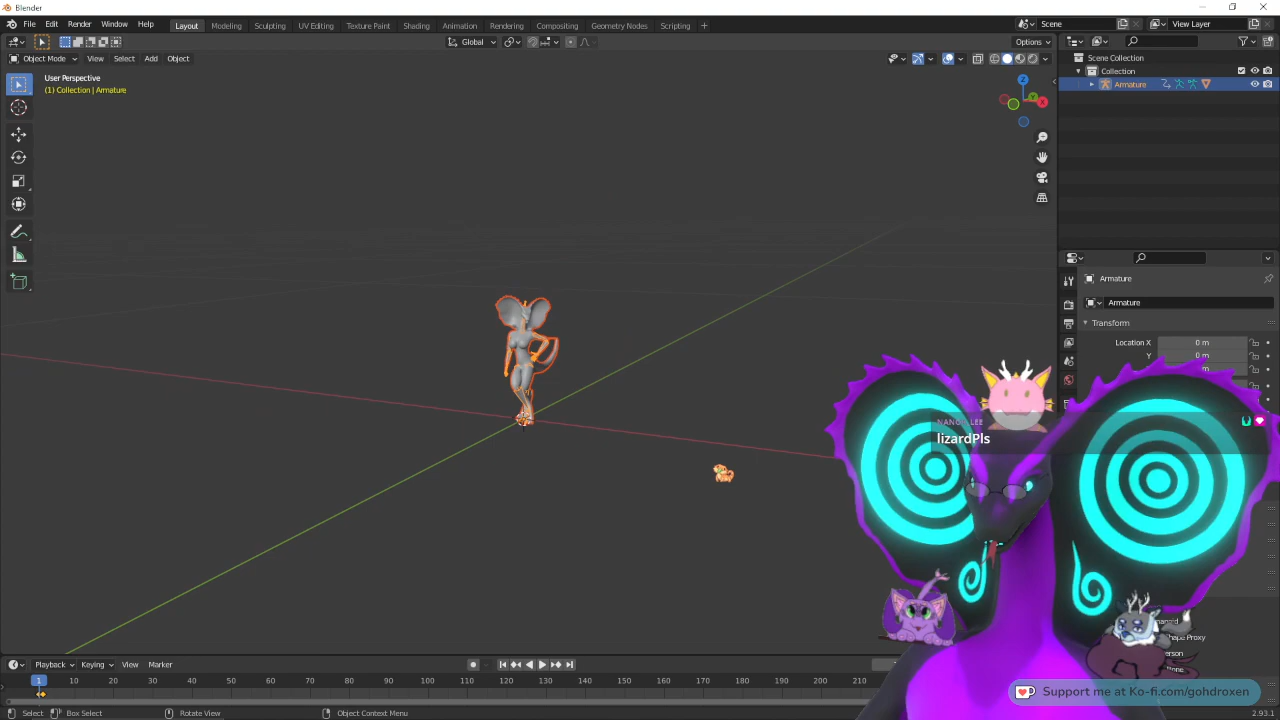 Blender
File Edit Render Window Help
Layout Modeling Sculpting UV Editing Texture Paint Shading Animation Rendering Compositing Geometry Nodes Scripting +
Scene
View Layer
Global
Options
Object Mode View Select Add Object
User Perspective
(1) Collection | Armature
Z
Y
X
Scene Collection
Collection
Armature
Armature
Armature
Transform
Location X 0 m
Y 0 m
lizardPls
Playback Keying View Marker
1 10 20 30 40 50 60 70 80 90 100 110 120 130 140 150 160 170 180 190 200 210
Select Box Select Rotate View Object Context Menu
Support me at Ko-fi.com/gohdroxen
2.93.1